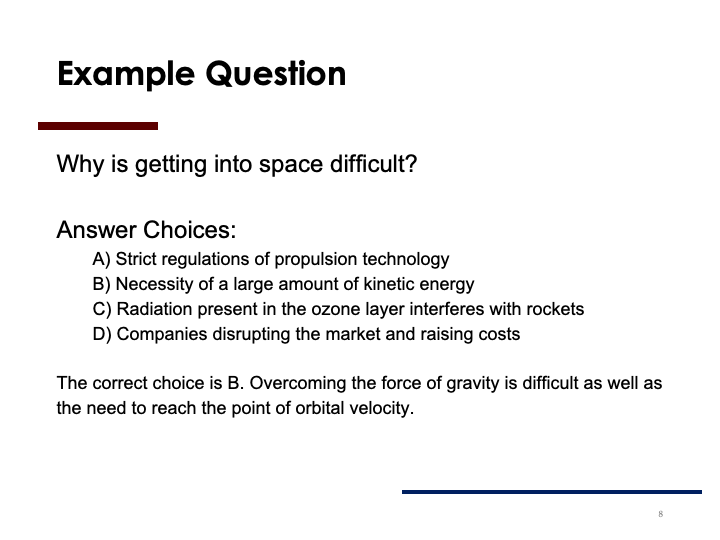 Example Question
Why is getting into space difficult?
Answer Choices:
A) Strict regulations of propulsion technology
B) Necessity of a large amount of kinetic energy
C) Radiation present in the ozone layer interferes with rockets
D) Companies disrupting the market and raising costs
The correct choice is B. Overcoming the force of gravity is difficult as well as
the need to reach the point of orbital velocity.
8